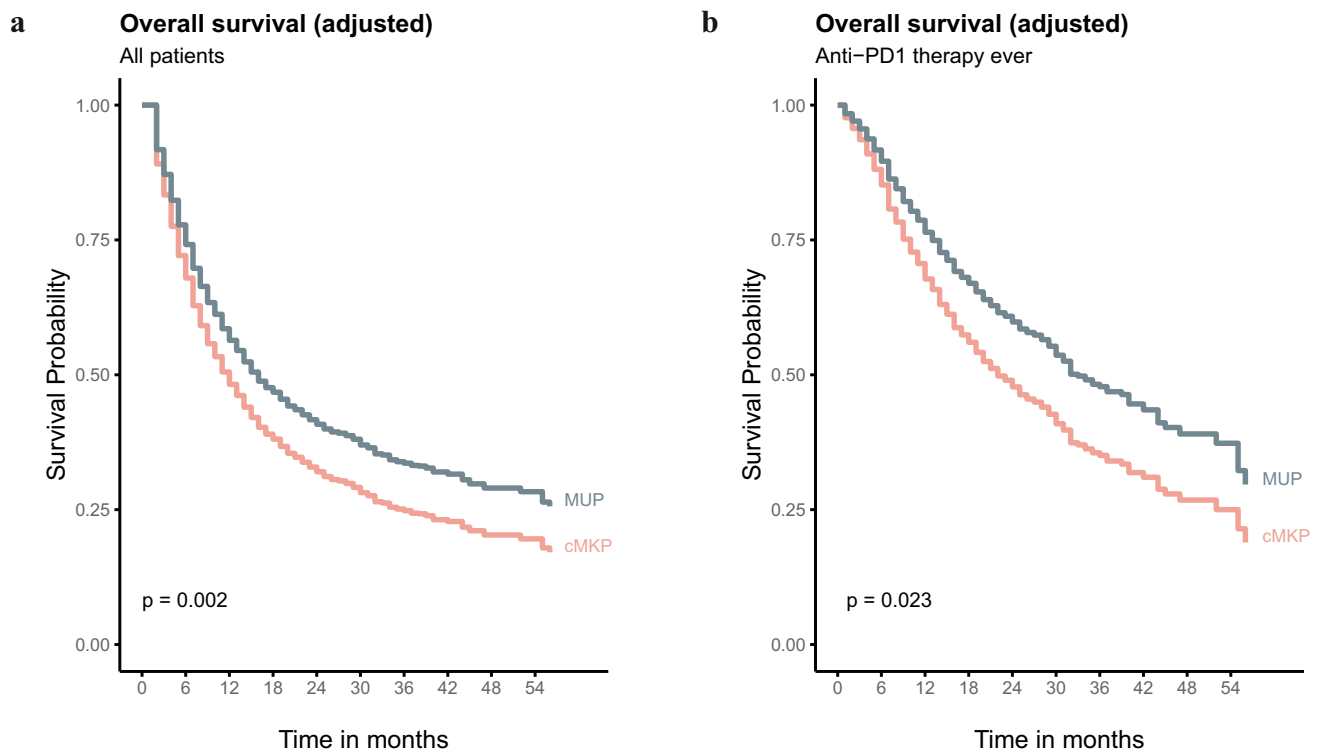 a
Overall survival (adjusted)
All patients
Survival Probability
1.00
0.75
0.50
0.25
0.00
MUP
cMKP
p = 0.002
0 6 12 18 24 30 36 42 48 54
Time in months
b
Overall survival (adjusted)
Anti−PD1 therapy ever
Survival Probability
1.00
0.75
0.50
0.25
0.00
MUP
cMKP
p = 0.023
0 6 12 18 24 30 36 42 48 54
Time in months